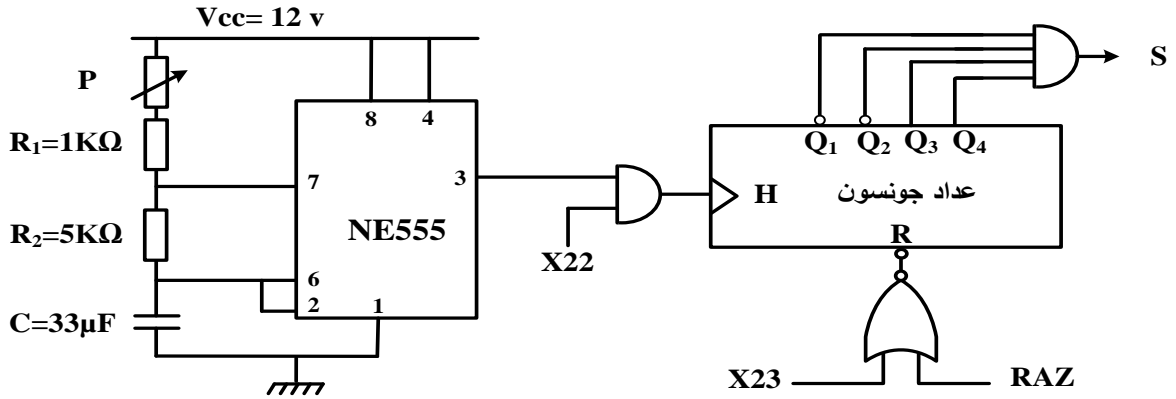 Vcc= 12 v
P
R₁=1KΩ
R₂=5KΩ
C=33µF
8
4
7
3
NE555
6
2
1
X22
H
Q₁
Q₂
Q₃
Q₄
S
عداد جونسون
R
X23
RAZ